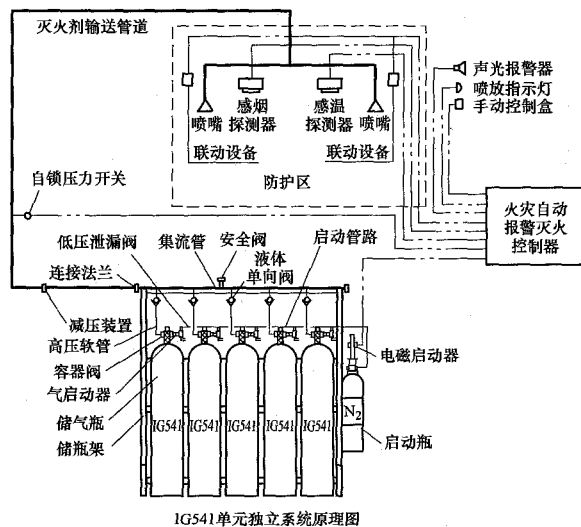 灭火剂输送管道
声光报警器
喷放指示灯
手动控制盒
喷嘴
感烟
探测器
感温
探测器
喷嘴
联动设备
联动设备
防护区
自锁压力开关
火灾自动
报警灭火
控制器
低压泄漏阀
集流管
安全阀
液体
单向阀
启动管路
连接法兰
减压装置
高压软管
容器阀
气启动器
储气瓶
储瓶架
电磁启动器
IG541
IG541
IG541
IG541
IG541
N₂
启动瓶
IG541单元独立系统原理图